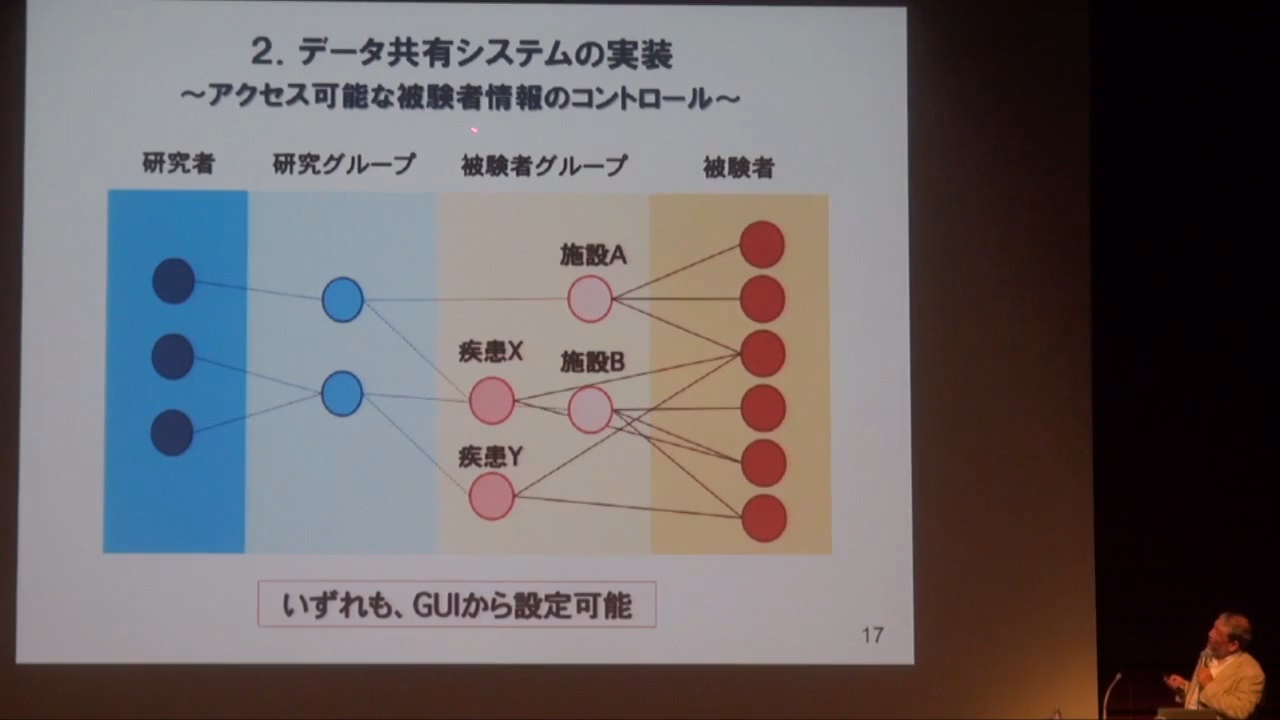 2. データ共有システムの実装
～アクセス可能な被験者情報のコントロール～
研究者 研究グループ 被験者グループ 被験者
施設A
疾患X
施設B
疾患Y
いずれも、GUIから設定可能
17